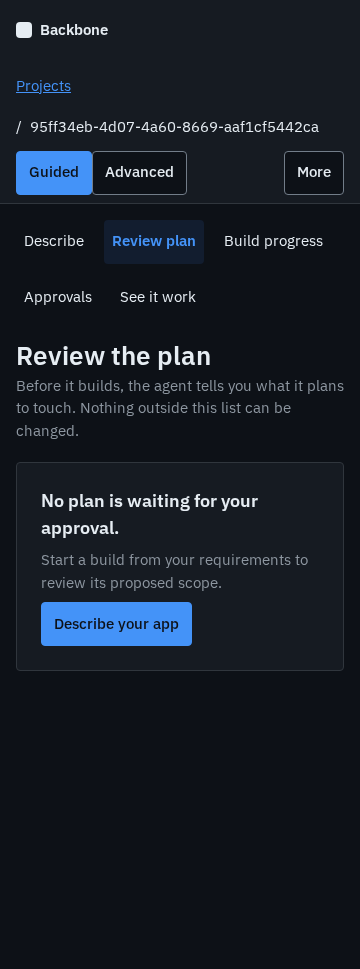 Backbone
Projects
/ 95ff34eb-4d07-4a60-8669-aaf1cf5442ca
Guided Advanced More
Describe Review plan Build progress
Approvals See it work
Review the plan
Before it builds, the agent tells you what it plans
to touch. Nothing outside this list can be
changed.
No plan is waiting for your
approval.
Start a build from your requirements to
review its proposed scope.
Describe your app